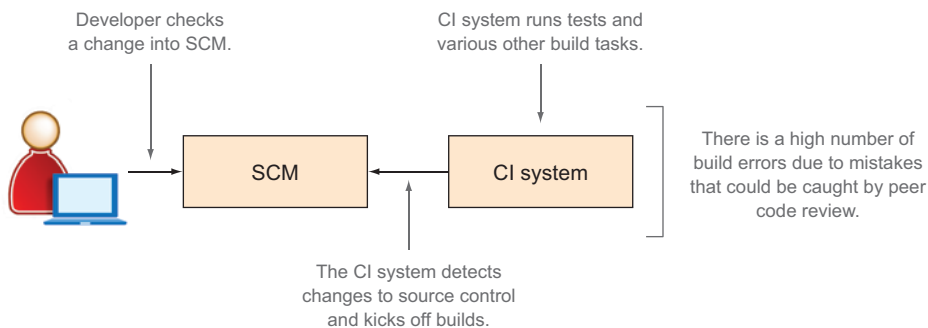 Developer checks
a change into SCM.
CI system runs tests and
various other build tasks.
SCM
CI system
There is a high number of
build errors due to mistakes
that could be caught by peer
code review.
The CI system detects
changes to source control
and kicks off builds.